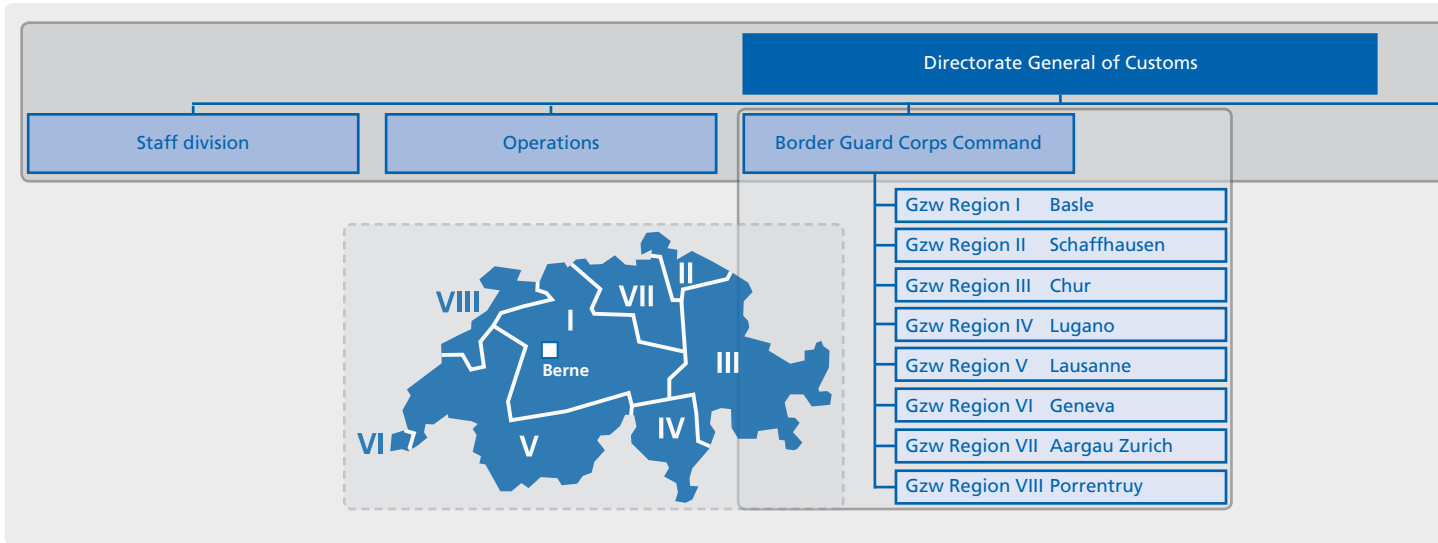 Directorate General of Customs
Staff division
Operations
Border Guard Corps Command
Gzw Region I Basle
Gzw Region II Schaffhausen
Gzw Region III Chur
Gzw Region IV Lugano
Gzw Region V Lausanne
Gzw Region VI Geneva
Gzw Region VII Aargau Zurich
Gzw Region VIII Porrentruy
II
VIII
VII
I
III
Berne
IV
VI
V